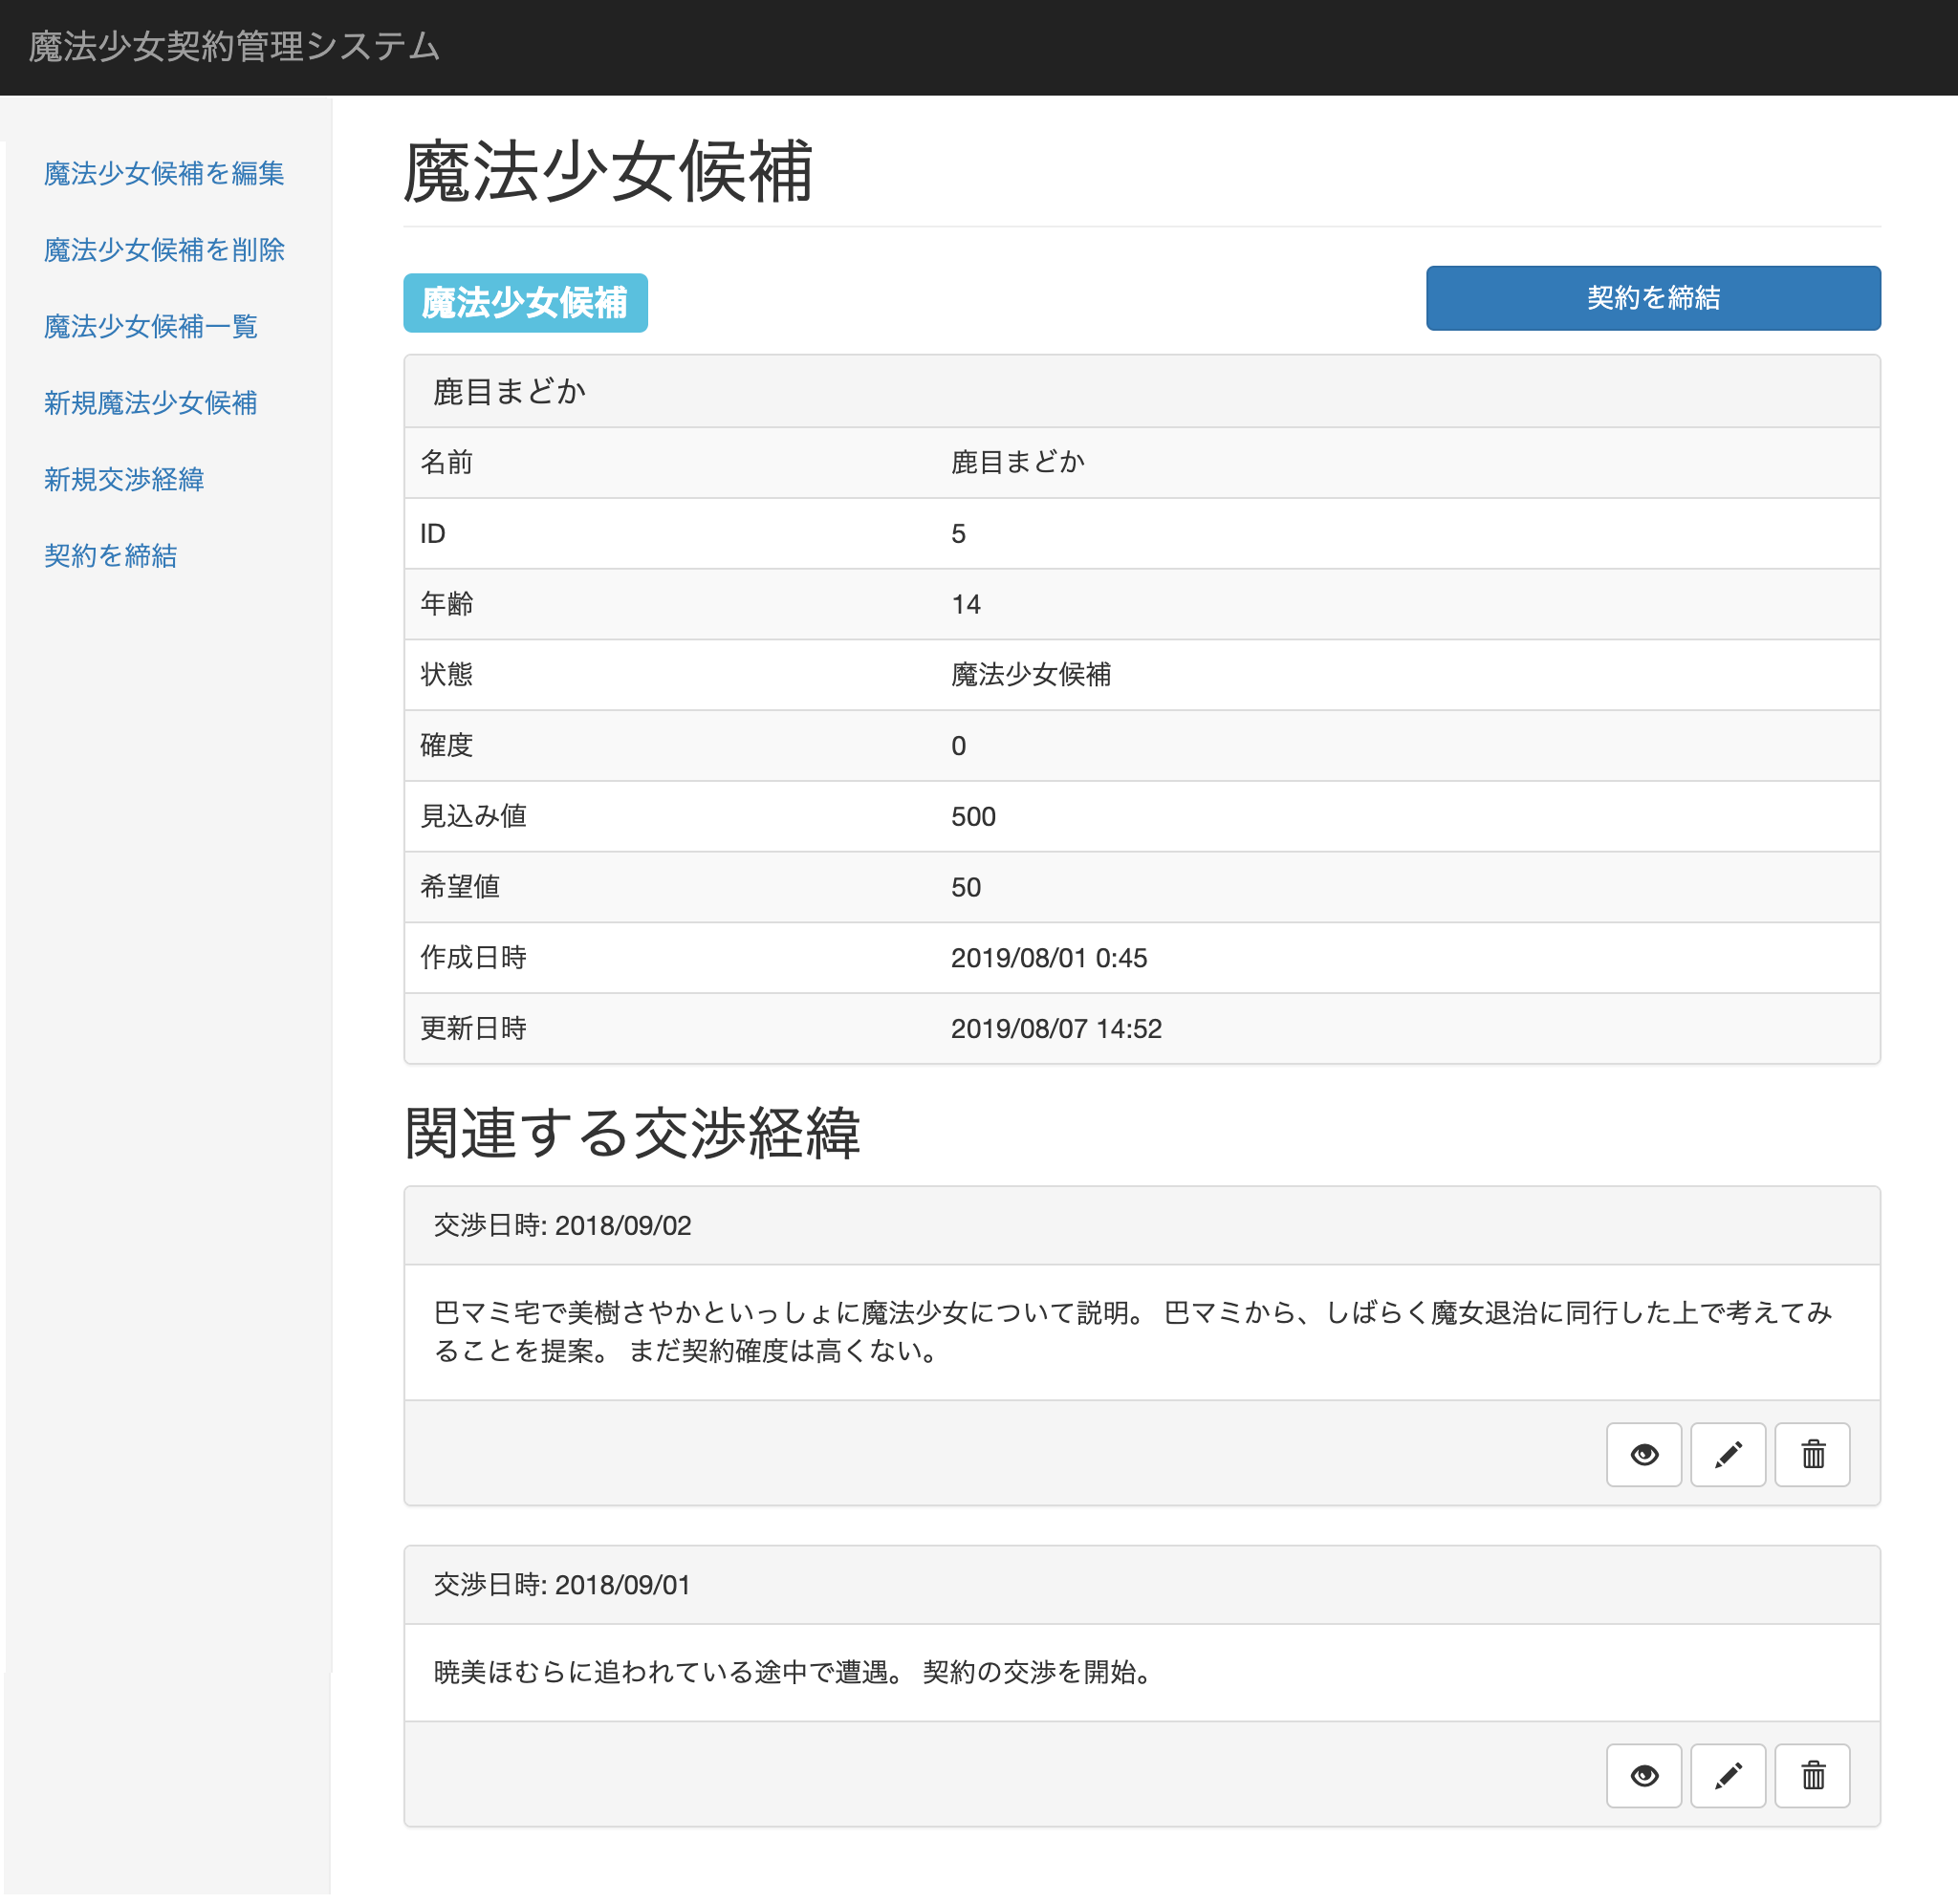 魔法少女契約管理システム
魔法少女候補を編集
魔法少女候補を削除
魔法少女候補一覧
新規魔法少女候補
新規交渉経緯
契約を締結
魔法少女候補
魔法少女候補
契約を締結
鹿目まどか
名前 鹿目まどか
ID 5
年齢 14
状態 魔法少女候補
確度 0
見込み値 500
希望値 50
作成日時 2019/08/01 0:45
更新日時 2019/08/07 14:52
関連する交渉経緯
交渉日時: 2018/09/02
巴マミ宅で美樹さやかといっしょに魔法少女について説明。 巴マミから、しばらく魔女退治に同行した上で考えてみ
ることを提案。 まだ契約確度は高くない。
交渉日時: 2018/09/01
暁美ほむらに追われている途中で遭遇。 契約の交渉を開始。